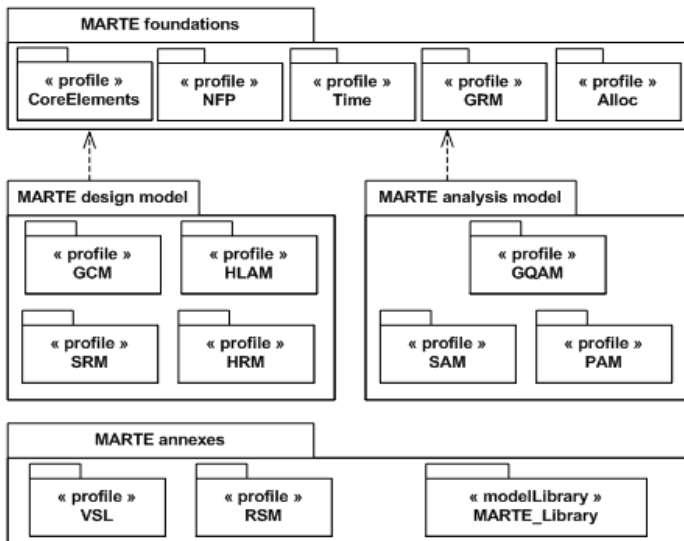 MARTE foundations
« profile » « profile » « profile » « profile » « profile »
CoreElements NFP Time GRM Alloc
MARTE design model MARTE analysis model
« profile » « profile » « profile »
GCM HLAM GQAM
« profile » « profile » « profile » « profile »
SRM HRM SAM PAM
MARTE annexes
« profile » « profile » « modelLibrary »
VSL RSM MARTE_Library